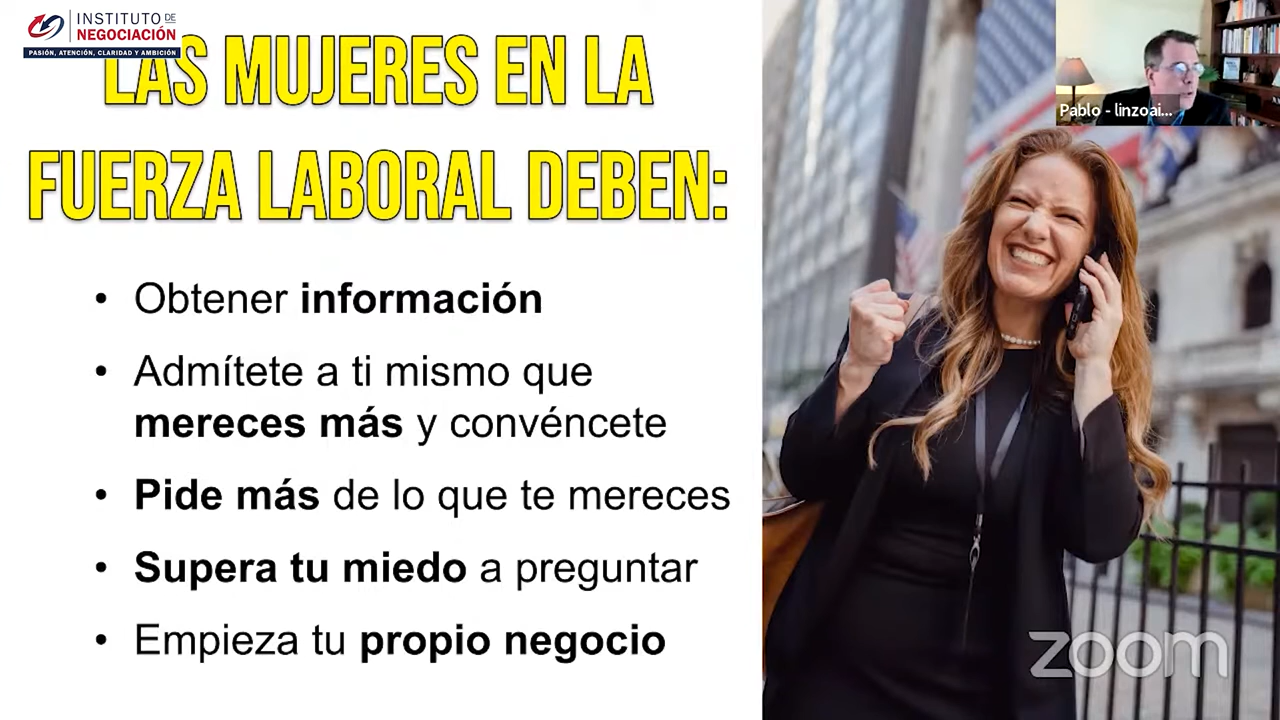 INSTITUTO DE
NEGOCIACIÓN
PASIÓN, ATENCIÓN, CLARIDAD Y AMBICIÓN
LAS MUJERES EN LA
FUERZA LABORAL DEBEN:
• Obtener información
• Admítete a ti mismo que
mereces más y convéncete
• Pide más de lo que te mereces
• Supera tu miedo a preguntar
• Empieza tu propio negocio
Pablo - linzoai...
zoom